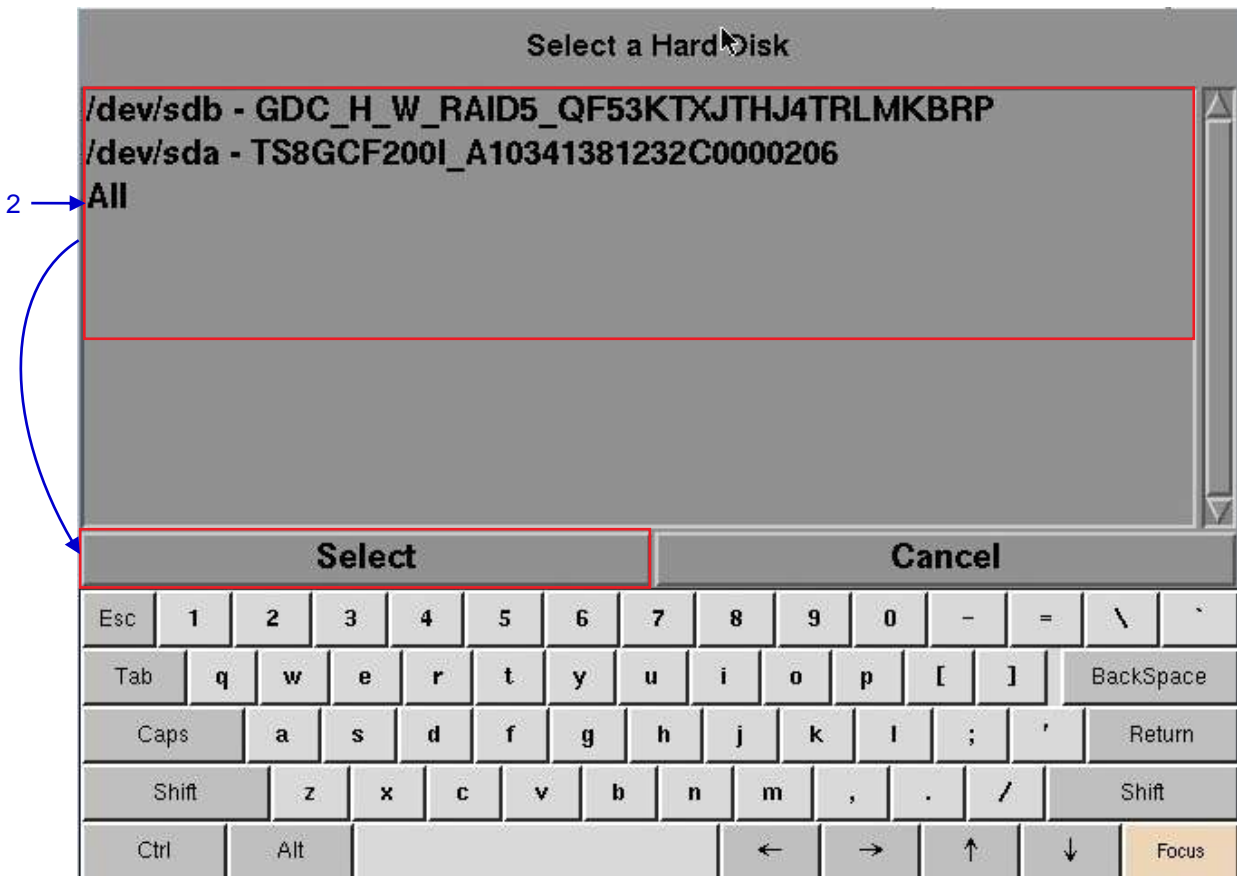 Select a Hard Disk
/dev/sdb - GDC_H_W_RAID5_QF53KTXJTHJ4TRLMKBRP
/dev/sda - TS8GCF200I_A10341381232C0000206
2
All
Select Cancel
Esc 1 2 3 4 5 6 7 8 9 0 - = \ `
Tab q w e r t y u i o p [ ] BackSpace
Caps a s d f g h j k l ; ' Return
Shift z x c v b n m , . / Shift
Ctrl Alt ← → ↑ ↓ Focus